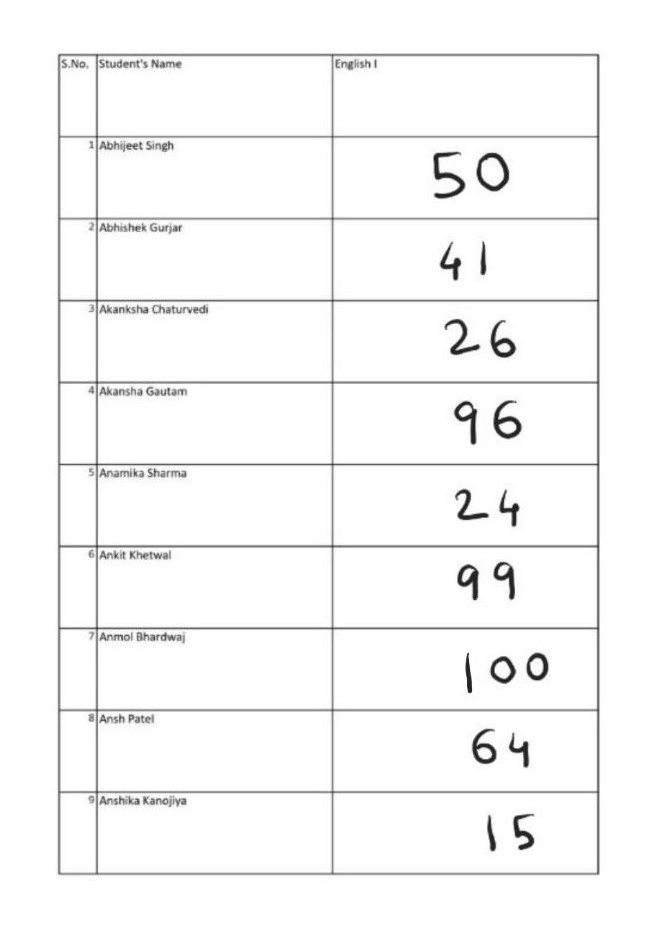 S.No. Student's Name English I
1 Abhijeet Singh 50
2 Abhishek Gurjar 41
3 Akanksha Chaturvedi 26
4 Akansha Gautam 96
5 Anamika Sharma 24
6 Ankit Khetwal 99
7 Anmol Bhardwaj 100
8 Ansh Patel 64
9 Anshika Kanojiya 15